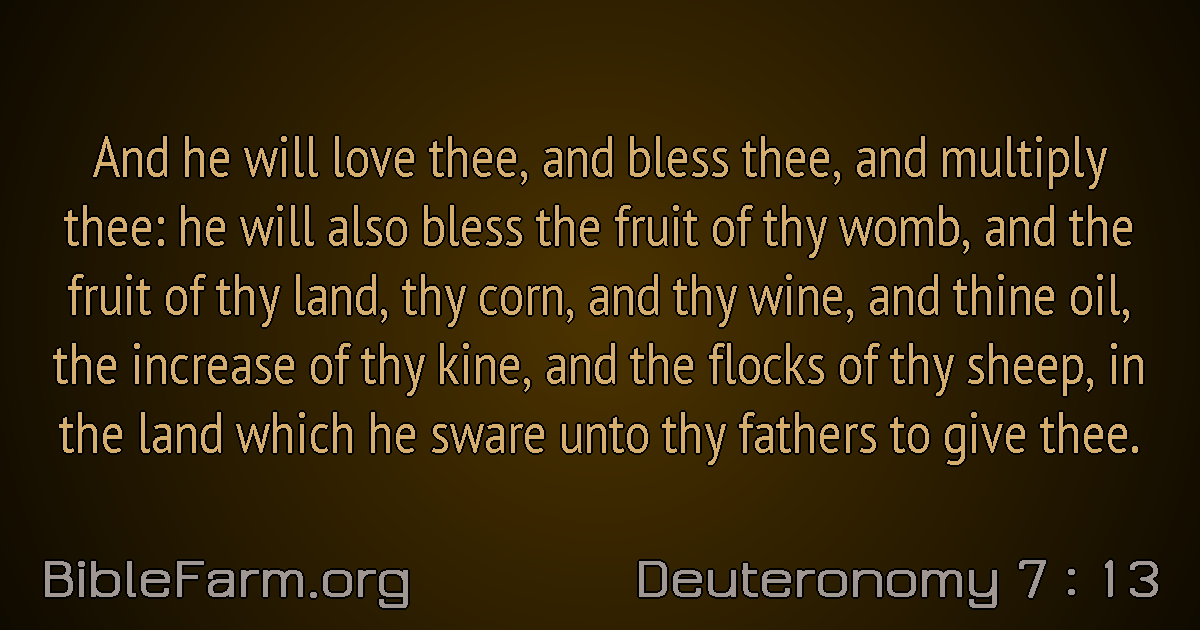 And he will love thee, and bless thee, and multiply
thee: he will also bless the fruit of thy womb, and the
fruit of thy land, thy corn, and thy wine, and thine oil,
the increase of thy kine, and the flocks of thy sheep, in
the land which he sware unto thy fathers to give thee.
BibleFarm.org
Deuteronomy 7 : 13